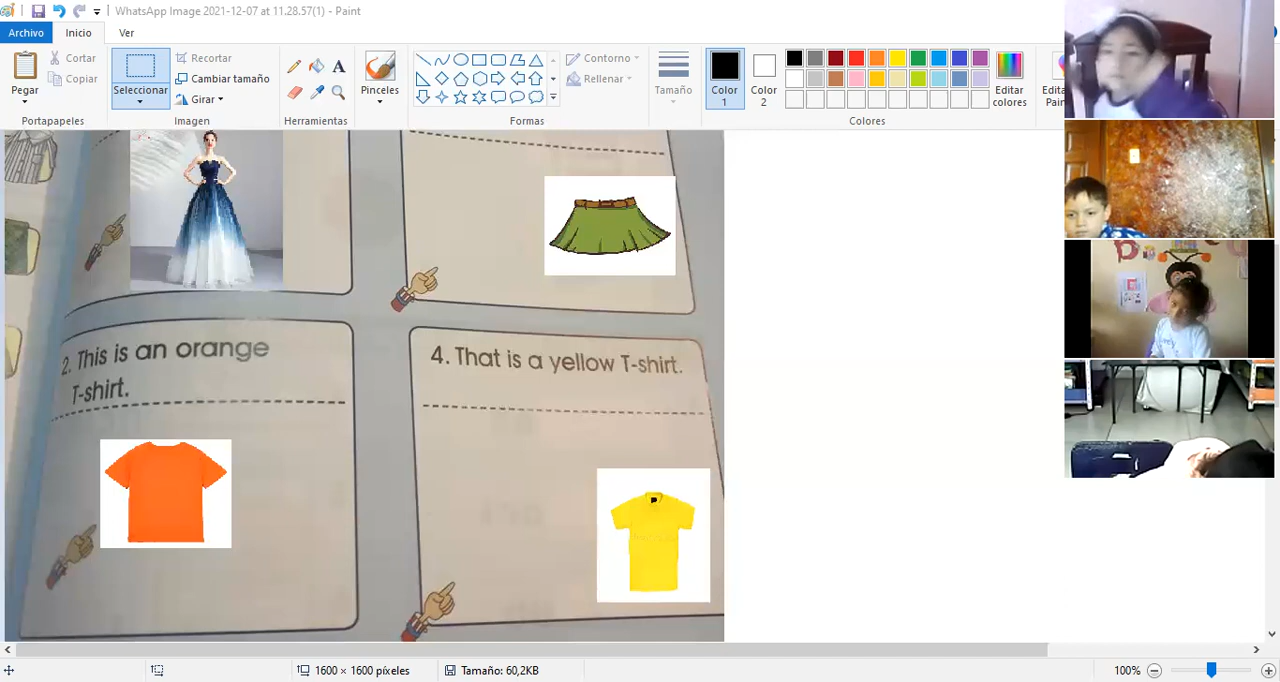 WhatsApp Image 2021-12-07 at 11.28.57(1) - Paint
Archivo Inicio Ver
Pegar
Cortar
Copiar
Portapapeles
Seleccionar
Recortar
Cambiar tamaño
Girar
Imagen
Herramientas
Pinceles
Contorno
Rellenar
Formas
Tamaño
Color 1
Color 2
Editar colores
Colores
2. This is an orange
T-shirt.
4. That is a yellow T-shirt.
1600 × 1600 píxeles
Tamaño: 60,2KB
100%